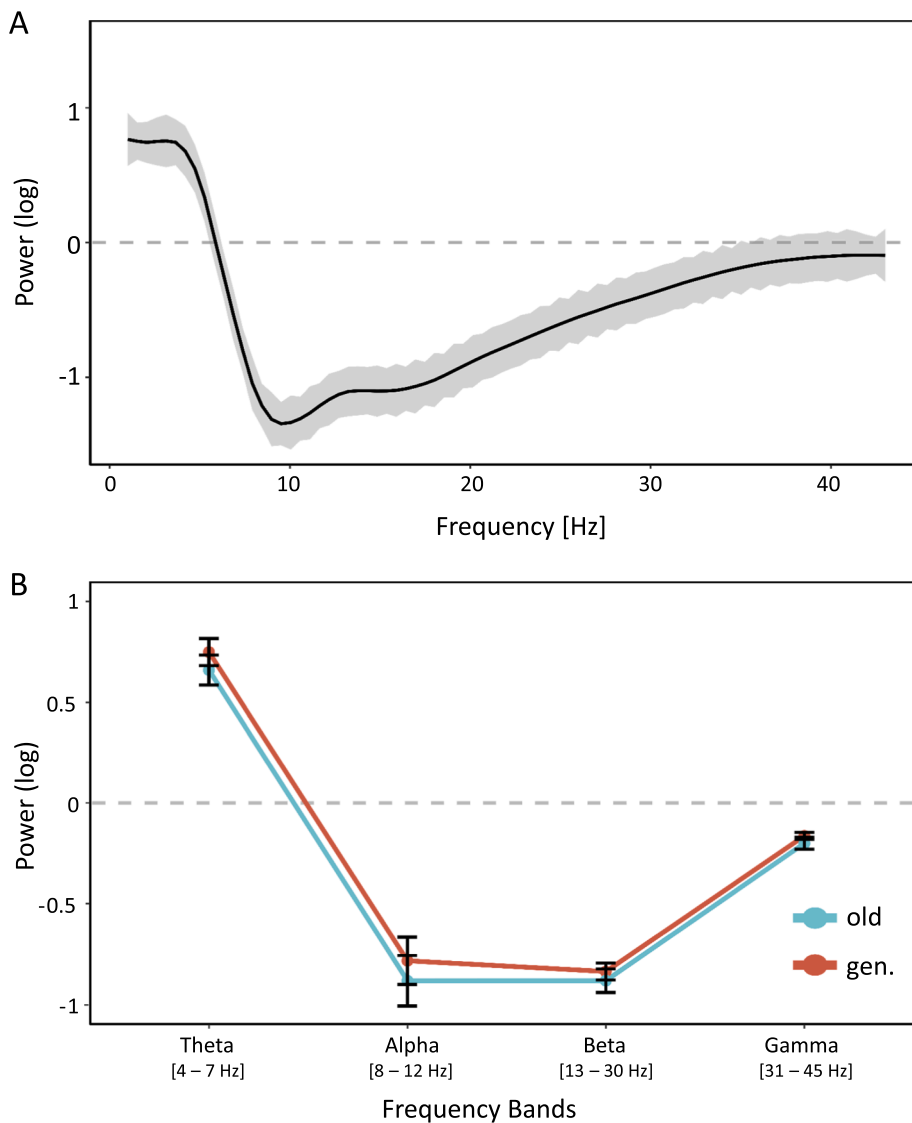 A
1
0
-1
Power (log)
0
10
20
30
40
Frequency [Hz]
B
1
0.5
0
-0.5
-1
Power (log)
old
gen.
Theta
Alpha
Beta
Gamma
[4 – 7 Hz]
[8 – 12 Hz]
[13 – 30 Hz]
[31 – 45 Hz]
Frequency Bands